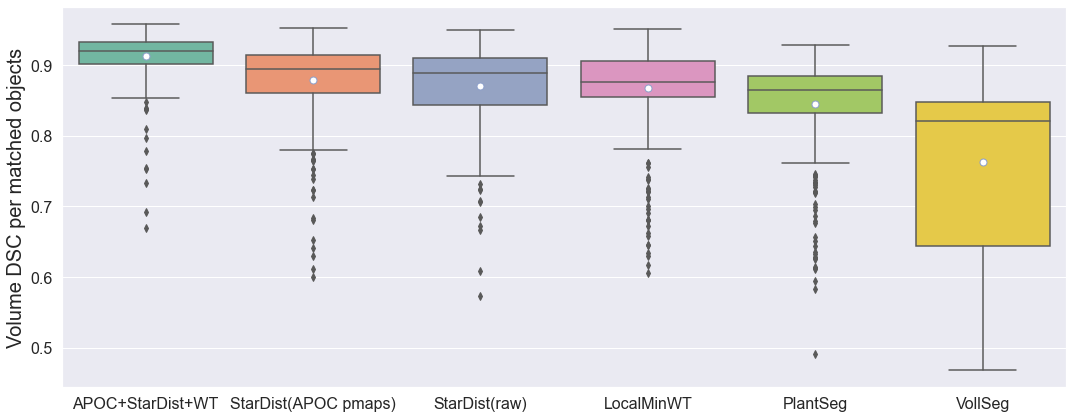 Volume DSC per matched objects
0.9
0.8
0.7
0.6
0.5
APOC+StarDist+WT StarDist(APOC pmaps) StarDist(raw) LocalMinWT PlantSeg VollSeg